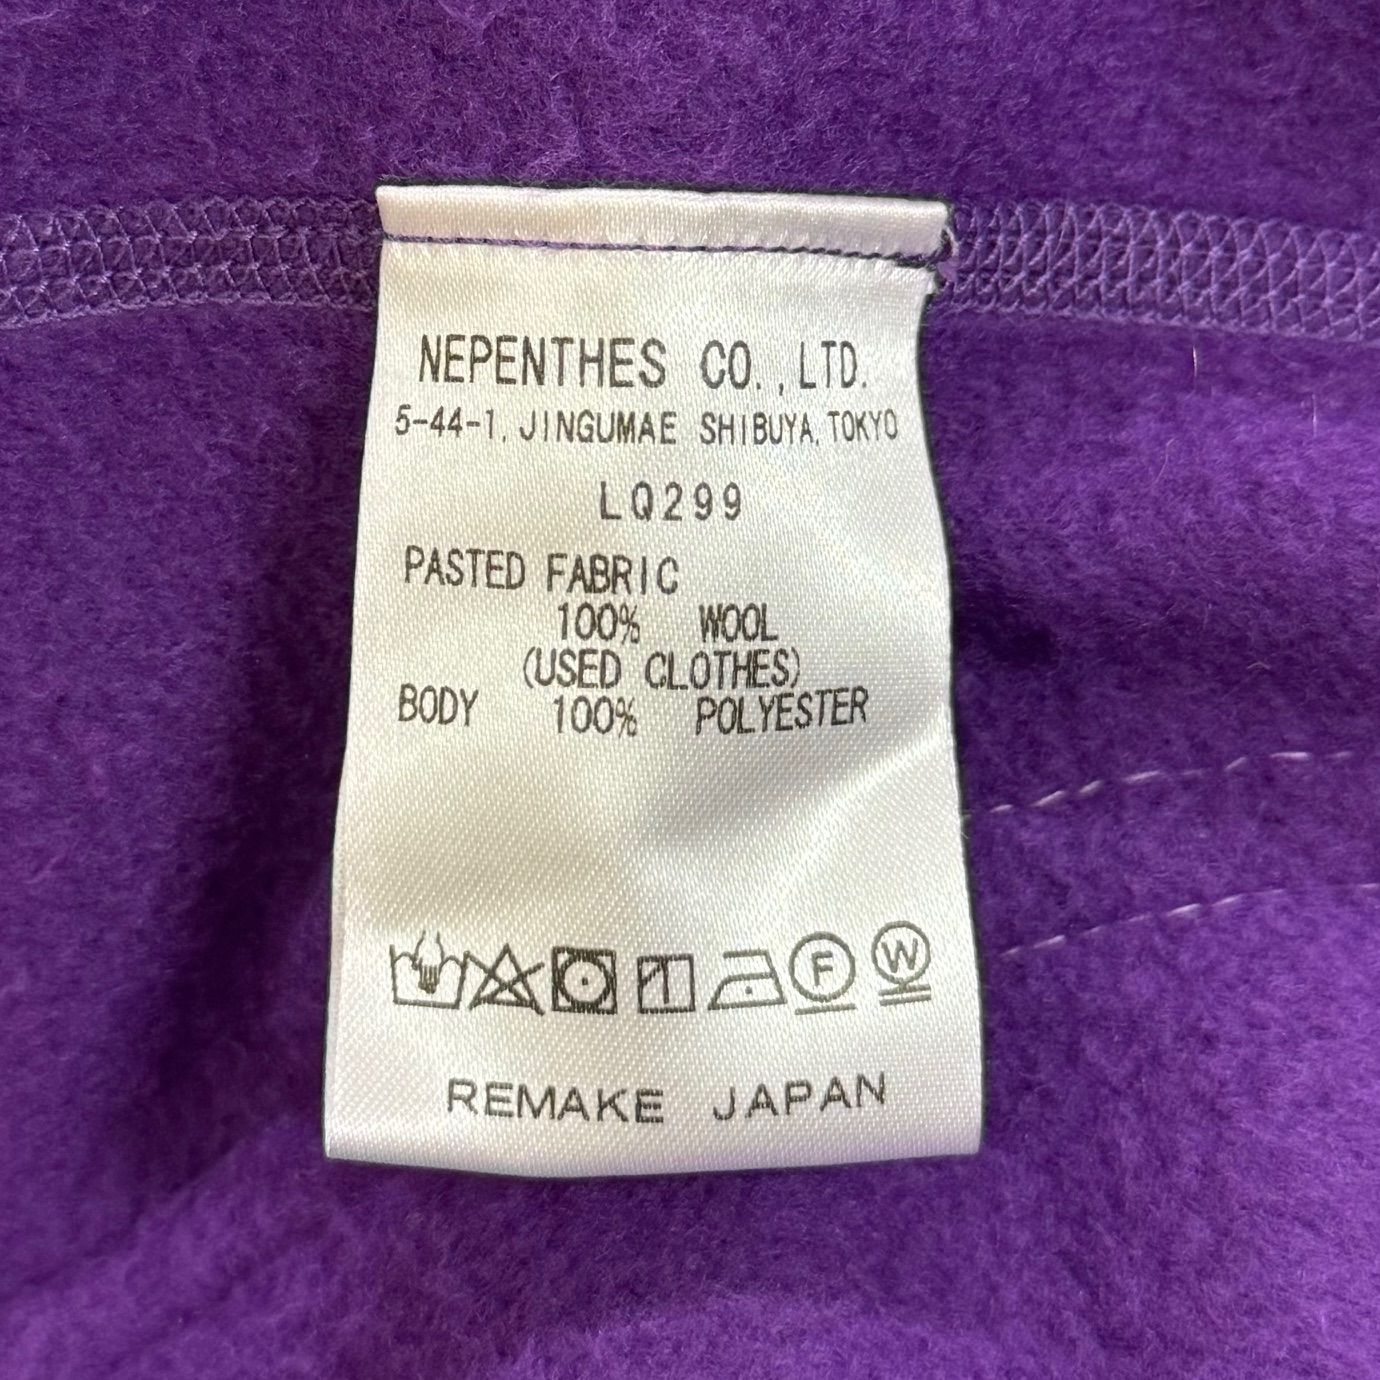 NEPENTHES CO.,LTD.
5-44-1, JINGUMAE SHIBUYA, TOKYO
LQ299
PASTED FABRIC
100% WOOL
(USED CLOTHES)
BODY 100% POLYESTER
F W
REMAKE JAPAN